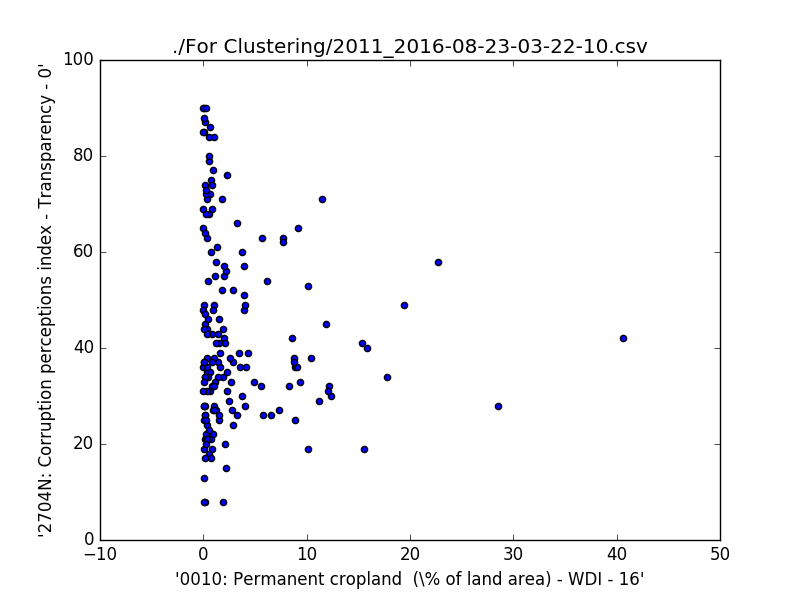 ./For Clustering/2011_2016-08-23-03-22-10.csv
'2704N: Corruption perceptions index - Transparency - 0'
100
80
60
40
20
0
−10 0 10 20 30 40 50
'0010: Permanent cropland  (\% of land area) - WDI - 16'